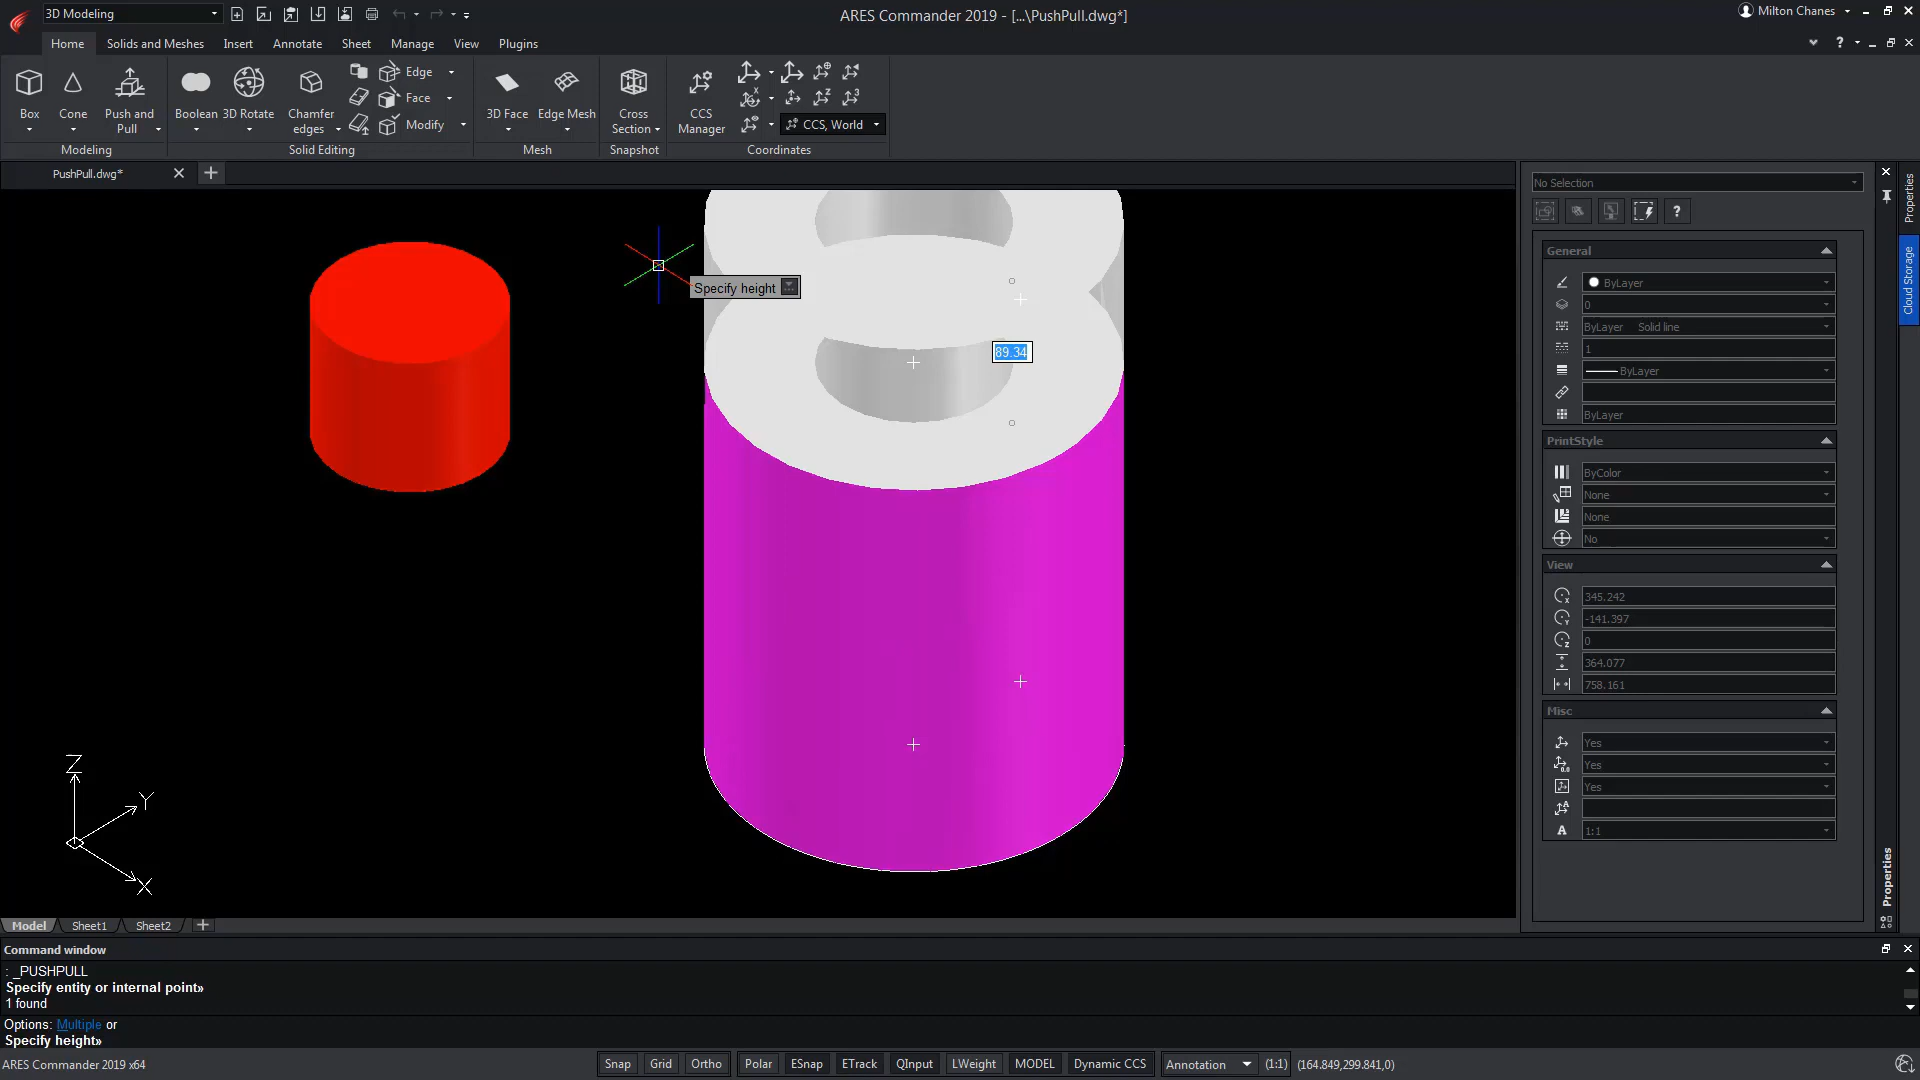 3D Modeling
ARES Commander 2019 - [...\PushPull.dwg*]
Milton Chanes
Home
Solids and Meshes
Insert
Annotate
Sheet
Manage
View
Plugins
Box
Cone
Push and Pull
Boolean
3D Rotate
Chamfer edges
Edge
Face
Modify
3D Face
Edge Mesh
Cross Section
CCS Manager
CCS, World
Modeling
Solid Editing
Mesh
Snapshot
Coordinates
PushPull.dwg*
Specify height
89.34
Z
Y
X
No Selection
General
ByLayer
0
ByLayer Solid line
1
ByLayer
ByLayer
PrintStyle
ByColor
None
None
No
View
345.242
-141.397
0
364.077
758.161
Misc
Yes
Yes
Yes
1:1
Properties
Cloud Storage
Properties
Model
Sheet1
Sheet2
Command window
: _PUSHPULL
Specify entity or internal point»
1 found
Options: Multiple or
Specify height»
ARES Commander 2019 x64
Snap
Grid
Ortho
Polar
ESnap
ETrack
QInput
LWeight
MODEL
Dynamic CCS
Annotation
(1:1)
(164.849,299.841,0)